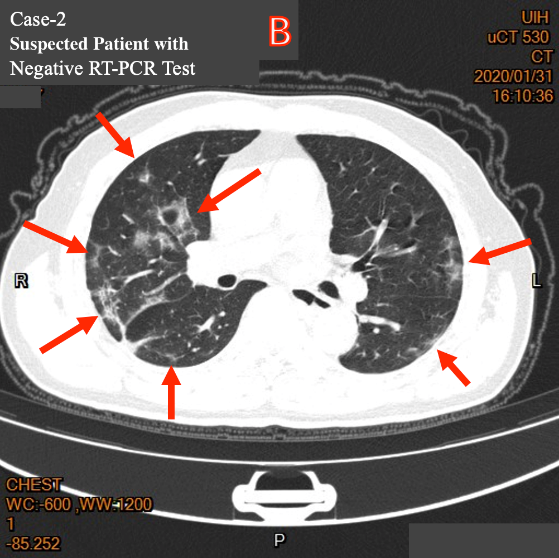 Case-2
Suspected Patient with
Negative RT-PCR Test
B
UIH
uCT 530
CT
2020/01/31
16:10:36
R
L
CHEST
WC:-600 ,WW:1200
1
-85.252
P